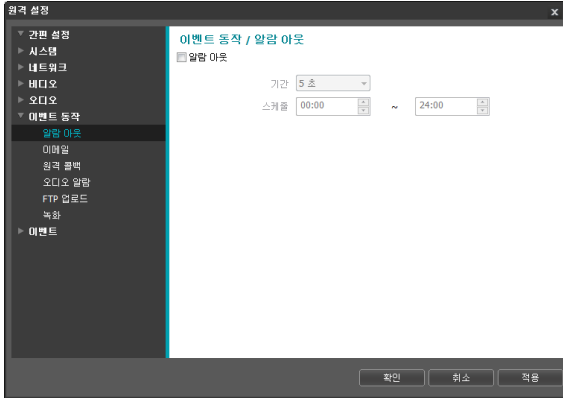 원격 설정
간편 설정
시스템
네트워크
비디오
오디오
이벤트 동작
알람 아웃
이메일
원격 콜백
오디오 알람
FTP 업로드
녹화
이벤트
이벤트 동작 / 알람 아웃
알람 아웃
기간 5 초
스케줄 00:00 ~ 24:00
확인 취소 적용